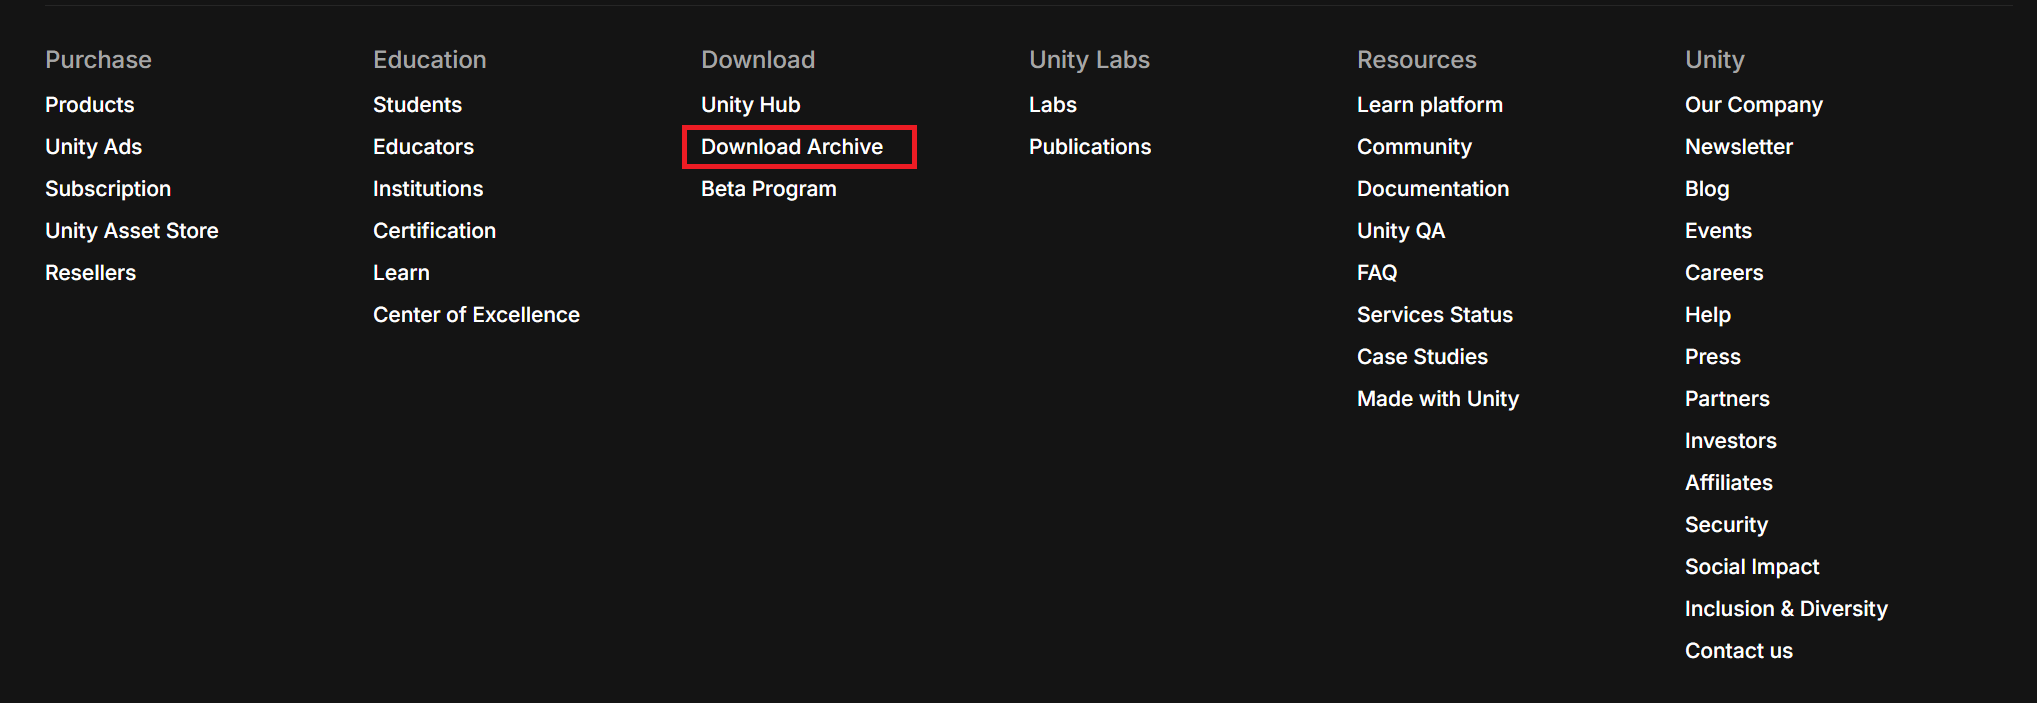 Purchase
Products
Unity Ads
Subscription
Unity Asset Store
Resellers
Education
Students
Educators
Institutions
Certification
Learn
Center of Excellence
Download
Unity Hub
Download Archive
Beta Program
Unity Labs
Labs
Publications
Resources
Learn platform
Community
Documentation
Unity QA
FAQ
Services Status
Case Studies
Made with Unity
Unity
Our Company
Newsletter
Blog
Events
Careers
Help
Press
Partners
Investors
Affiliates
Security
Social Impact
Inclusion & Diversity
Contact us